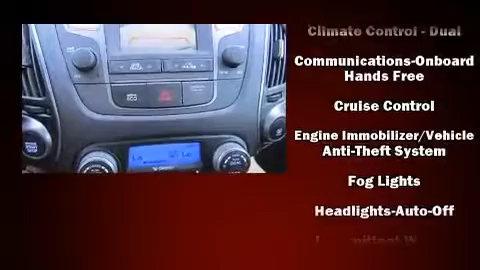 Climate Control - Dual
Communications-Onboard
Hands Free
Cruise Control
Engine Immobilizer/Vehicle
Anti-Theft System
Fog Lights
Headlights-Auto-Off